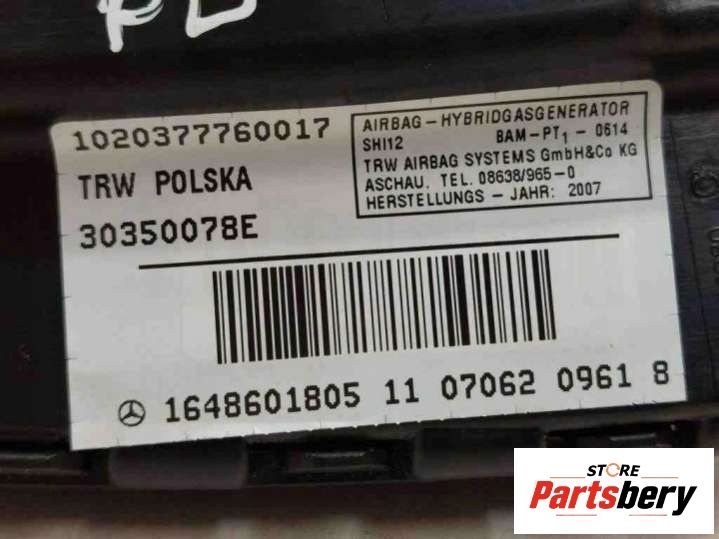 PL
1020377760017
TRW POLSKA
30350078E
AIRBAG-HYBRIDGASGENERATOR
SHI12 BAM-PT1-0614
TRW AIRBAG SYSTEMS GmbH&Co KG
ASCHAU. TEL. 08638/965-0
HERSTELLUNGS - JAHR: 2007
1648601805 11 07062 0961 8
STORE
Partsbery